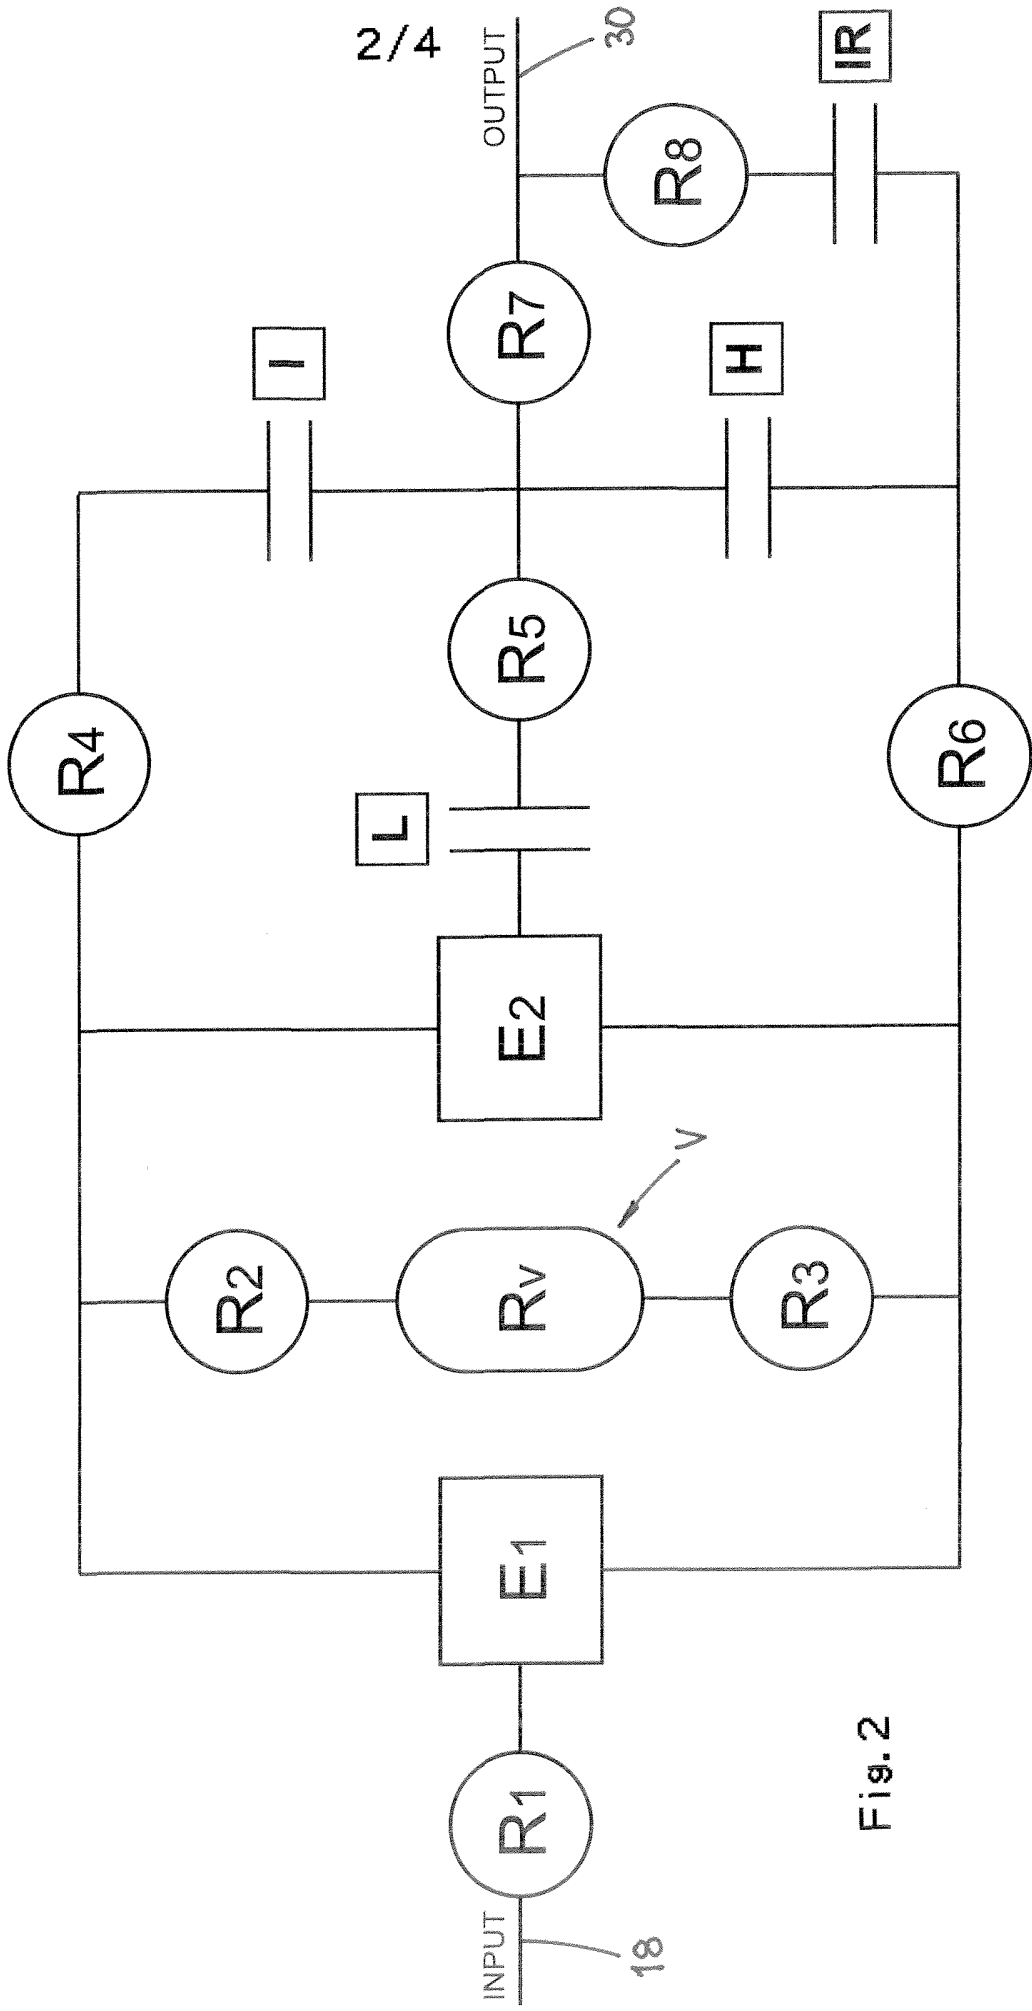 2/4
INPUT
18
R1
E1
R2
Rv
V
R3
E2
R4
L
R5
R6
I
H
R7
R8
IR
OUTPUT
30
Fig. 2